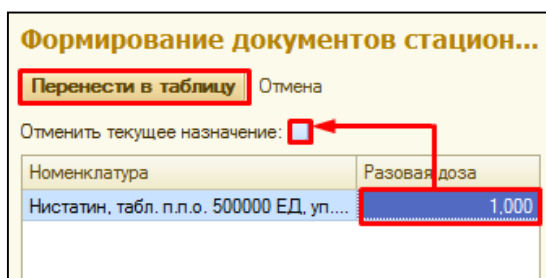 Формирование документов стацион...
Перенести в таблицу Отмена
Отменить текущее назначение:
Номенклатура Разовая доза
Нистатин, табл. п.п.о. 500000 ЕД, уп.... 1,000